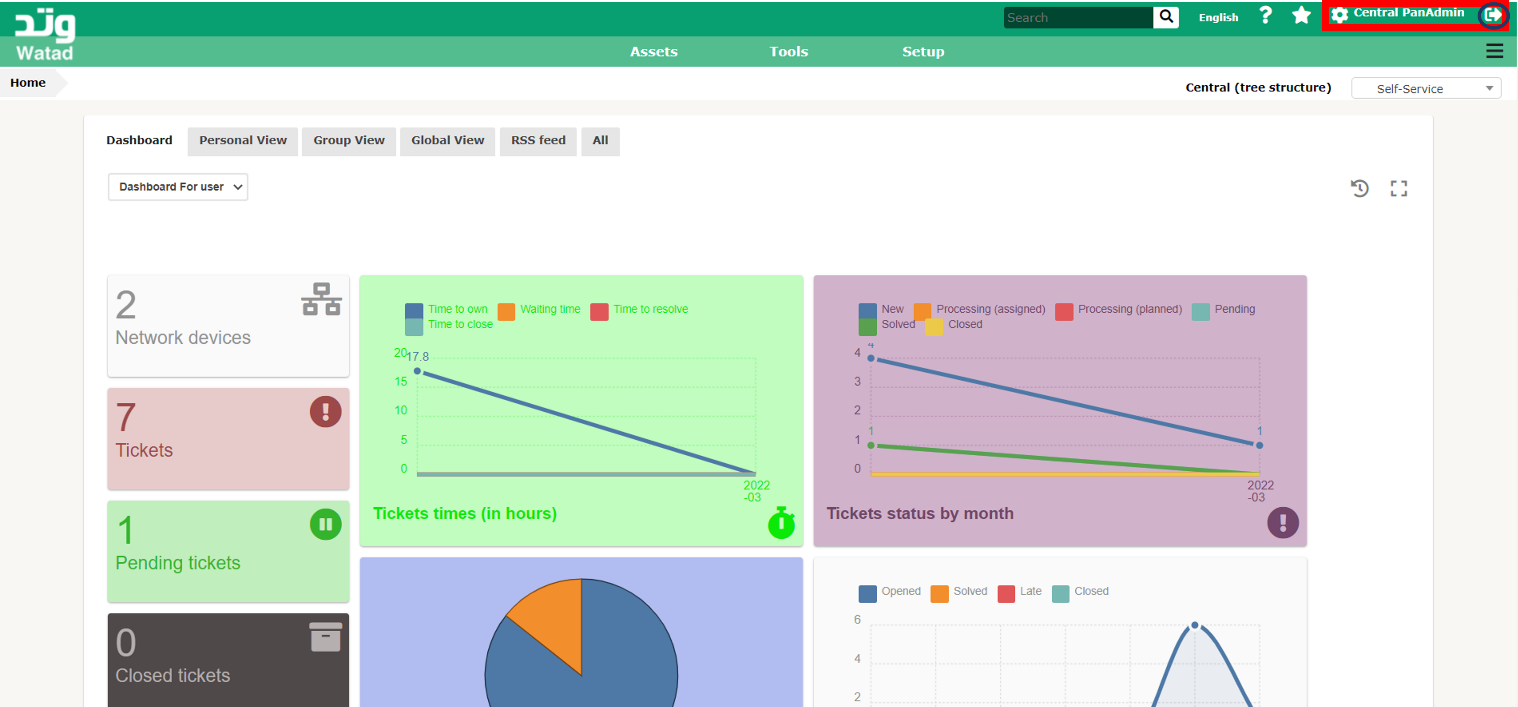 وتد
Watad
Search
English
Central PanAdmin
Assets
Tools
Setup
Home
Central (tree structure)
Self-Service
Dashboard
Personal View
Group View
Global View
RSS feed
All
Dashboard For user
2
Network devices
7
Tickets
1
Pending tickets
0
Closed tickets
Time to own
Waiting time
Time to resolve
Time to close
20
17.8
15
10
5
0
2022
-03
Tickets times (in hours)
New
Processing (assigned)
Processing (planned)
Pending
Solved
Closed
4
4
3
2
1
1
1
0
2022
-03
Tickets status by month
Opened
Solved
Late
Closed
6
4
2